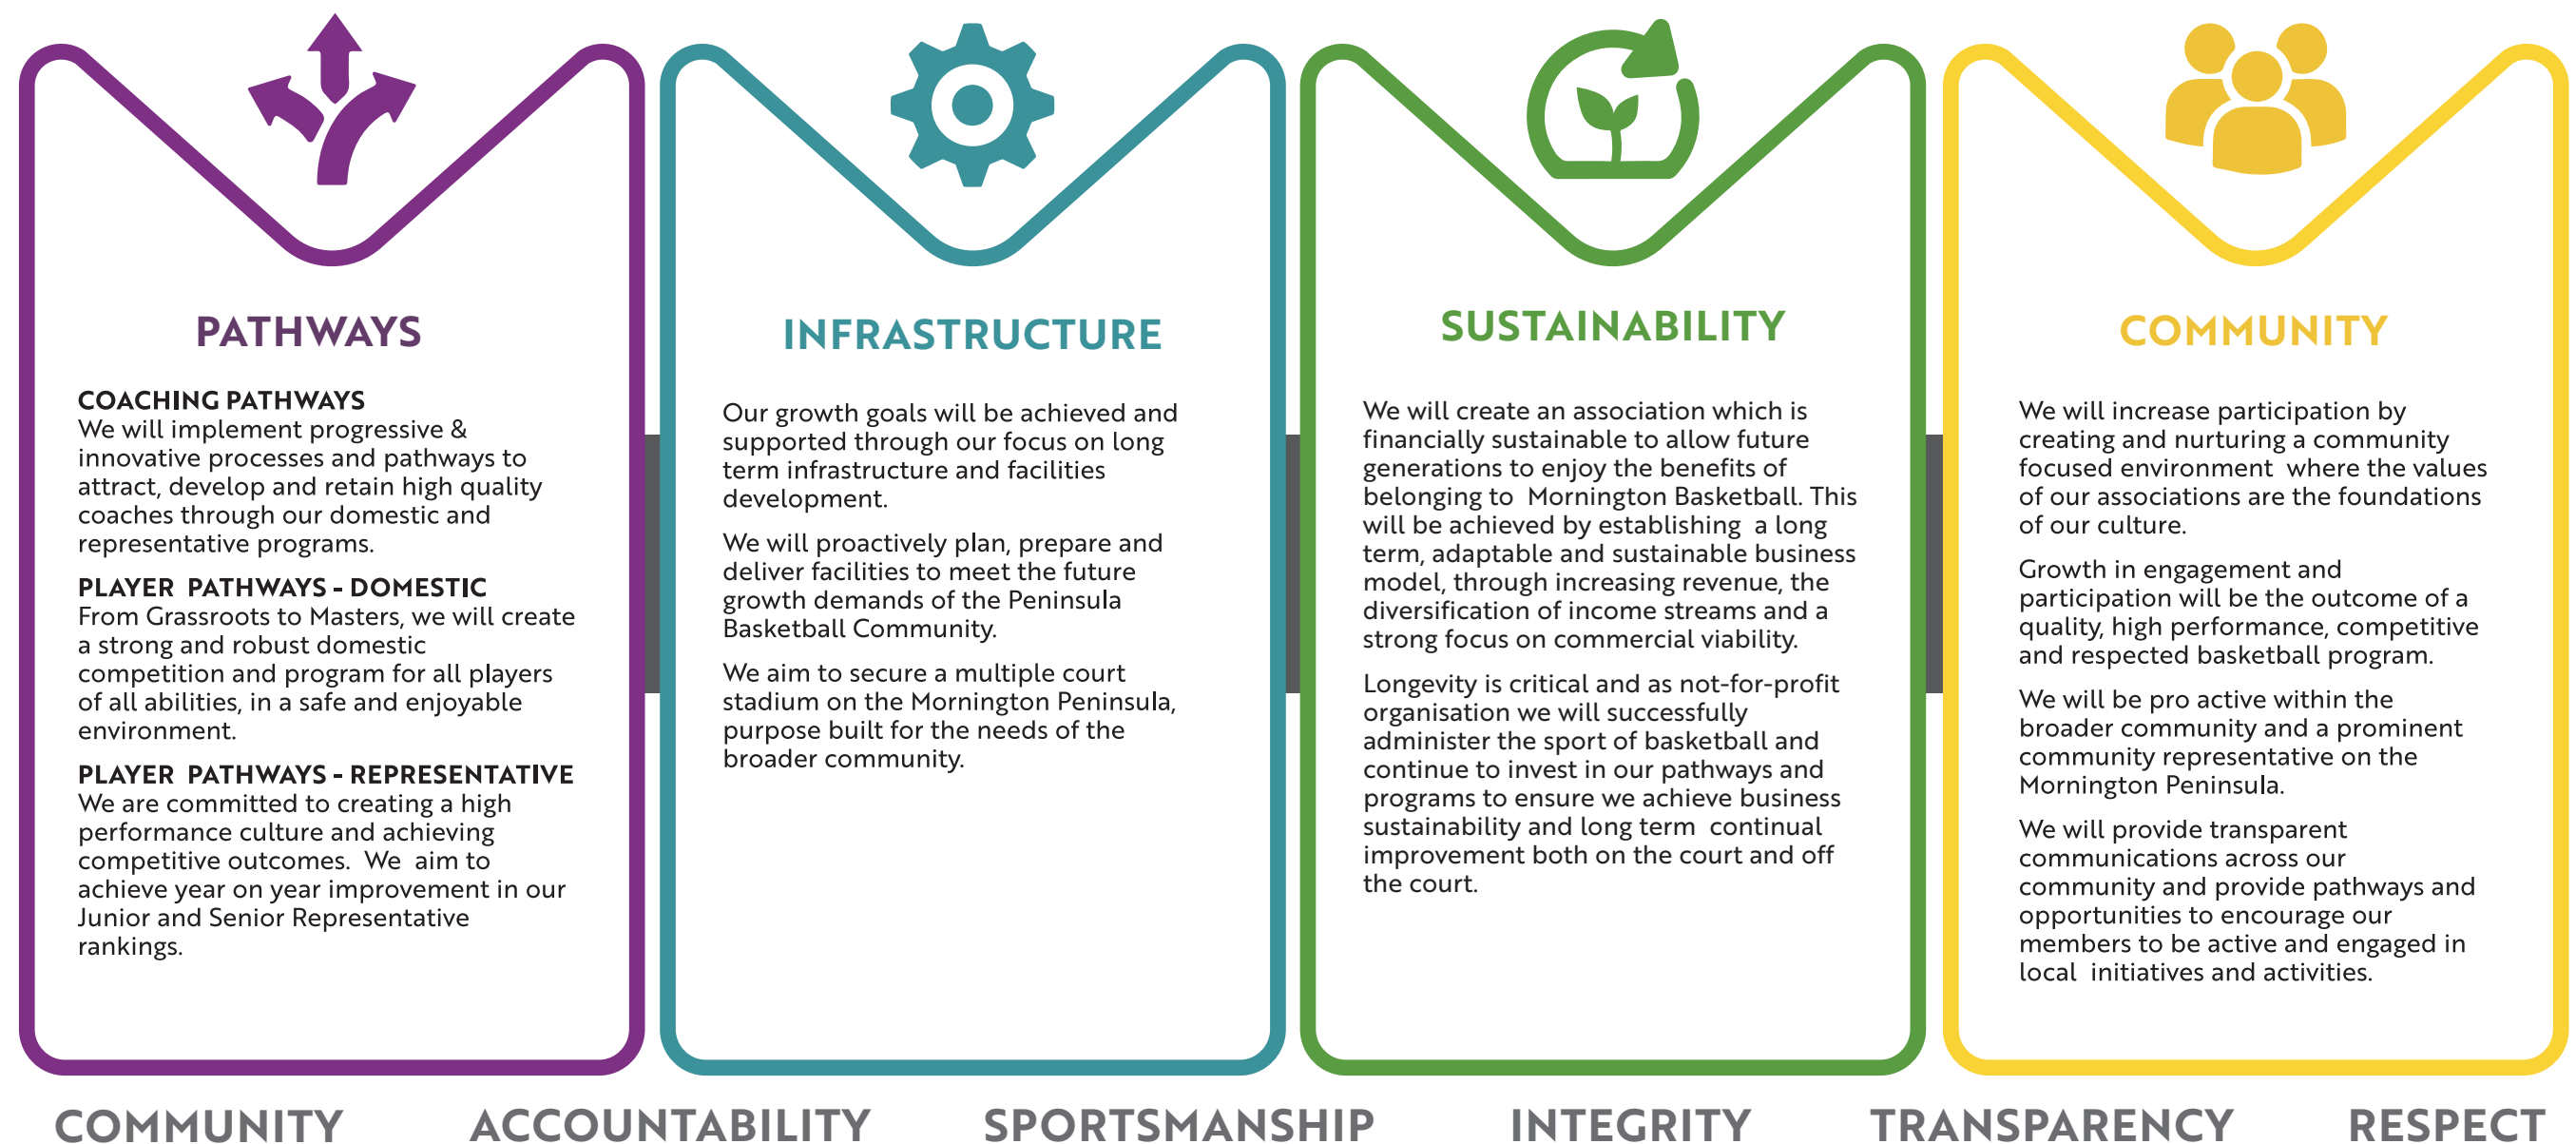 PATHWAYS
COACHING PATHWAYS
We will implement progressive &
innovative processes and pathways to
attract, develop and retain high quality
coaches through our domestic and
representative programs.
PLAYER PATHWAYS - DOMESTIC
From Grassroots to Masters, we will create
a strong and robust domestic
competition and program for all players
of all abilities, in a safe and enjoyable
environment.
PLAYER PATHWAYS - REPRESENTATIVE
We are committed to creating a high
performance culture and achieving
competitive outcomes. We aim to
achieve year on year improvement in our
Junior and Senior Representative
rankings.
INFRASTRUCTURE
Our growth goals will be achieved and
supported through our focus on long
term infrastructure and facilities
development.
We will proactively plan, prepare and
deliver facilities to meet the future
growth demands of the Peninsula
Basketball Community.
We aim to secure a multiple court
stadium on the Mornington Peninsula,
purpose built for the needs of the
broader community.
SUSTAINABILITY
We will create an association which is
financially sustainable to allow future
generations to enjoy the benefits of
belonging to Mornington Basketball. This
will be achieved by establishing a long
term, adaptable and sustainable business
model, through increasing revenue, the
diversification of income streams and a
strong focus on commercial viability.
Longevity is critical and as not-for-profit
organisation we will successfully
administer the sport of basketball and
continue to invest in our pathways and
programs to ensure we achieve business
sustainability and long term continual
improvement both on the court and off
the court.
COMMUNITY
We will increase participation by
creating and nurturing a community
focused environment where the values
of our associations are the foundations
of our culture.
Growth in engagement and
participation will be the outcome of a
quality, high performance, competitive
and respected basketball program.
We will be pro active within the
broader community and a prominent
community representative on the
Mornington Peninsula.
We will provide transparent
communications across our
community and provide pathways and
opportunities to encourage our
members to be active and engaged in
local initiatives and activities.
COMMUNITY ACCOUNTABILITY SPORTSMANSHIP INTEGRITY TRANSPARENCY RESPECT